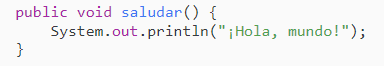 public void saludar() {
    System.out.println("¡Hola, mundo!");
}